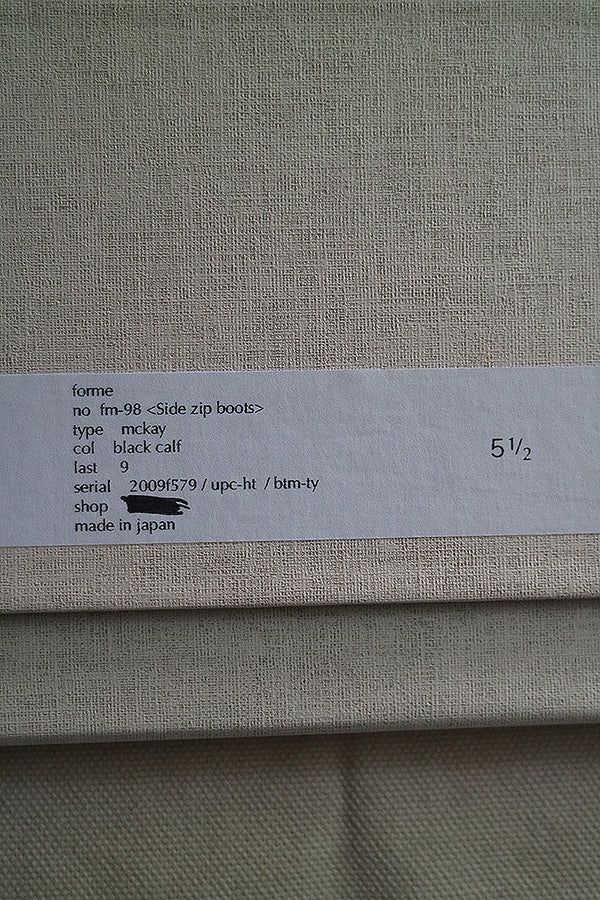 forme
no fm-98 <Side zip boots>
type mckay
col black calf
last 9
serial 2009f579 / upc-ht / btm-ty
shop
made in japan
5 1/2